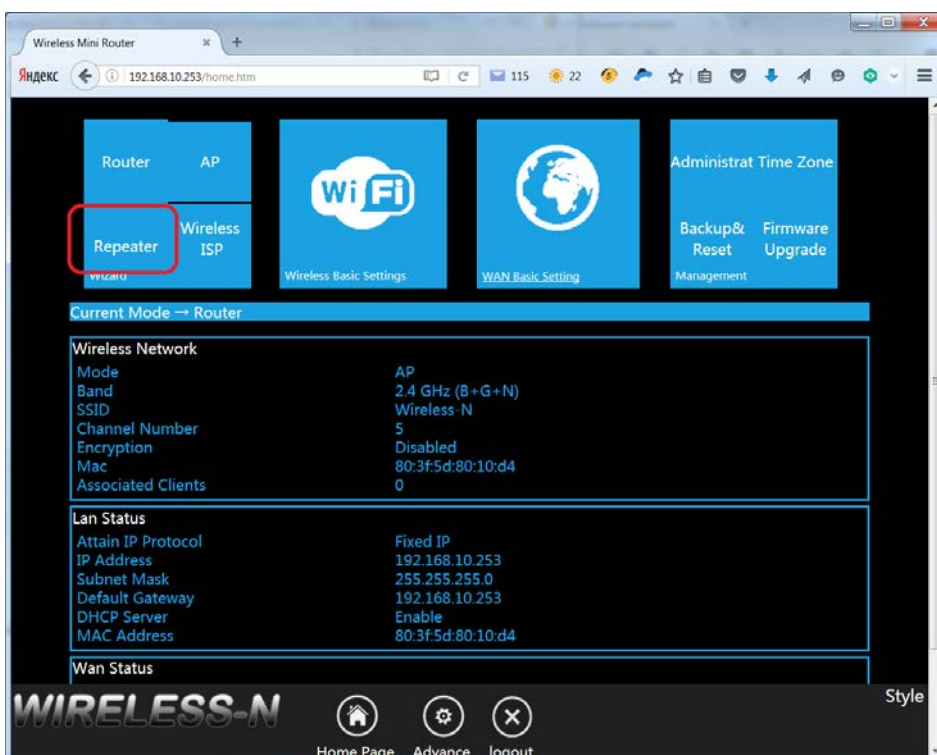 Wireless Mini Router
Яндекс 192.168.10.253/home.htm 115 22
Router AP
Repeater Wireless ISP
Wizard
WiFi
Wireless Basic Settings
WAN Basic Setting
Administrat Time Zone
Backup& Reset Firmware Upgrade
Management
Current Mode → Router
Wireless Network
Mode AP
Band 2.4 GHz (B+G+N)
SSID Wireless-N
Channel Number 5
Encryption Disabled
Mac 80:3f:5d:80:10:d4
Associated Clients 0
Lan Status
Attain IP Protocol Fixed IP
IP Address 192.168.10.253
Subnet Mask 255.255.255.0
Default Gateway 192.168.10.253
DHCP Server Enable
MAC Address 80:3f:5d:80:10:d4
Wan Status
WIRELESS-N
Home Page Advance logout
Style